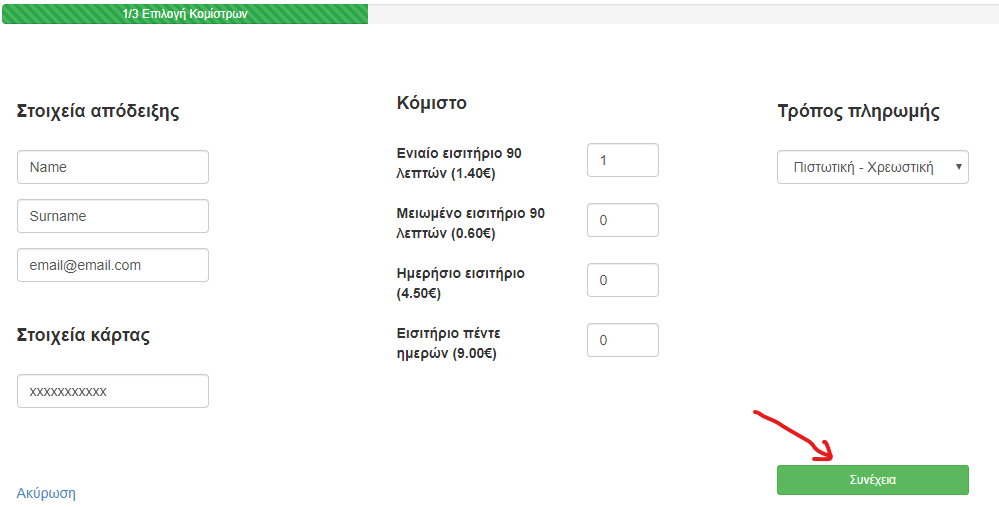 1/3 Επιλογή Κομίστρων
Στοιχεία απόδειξης
Name
Surname
email@email.com
Στοιχεία κάρτας
xxxxxxxxxxx
Ακύρωση
Κόμιστο
Ενιαίο εισιτήριο 90
λεπτών (1.40€)
1
Μειωμένο εισιτήριο 90
λεπτών (0.60€)
0
Ημερήσιο εισιτήριο
(4.50€)
0
Εισιτήριο πέντε
ημερών (9.00€)
0
Τρόπος πληρωμής
Πιστωτική - Χρεωστική
Συνέχεια